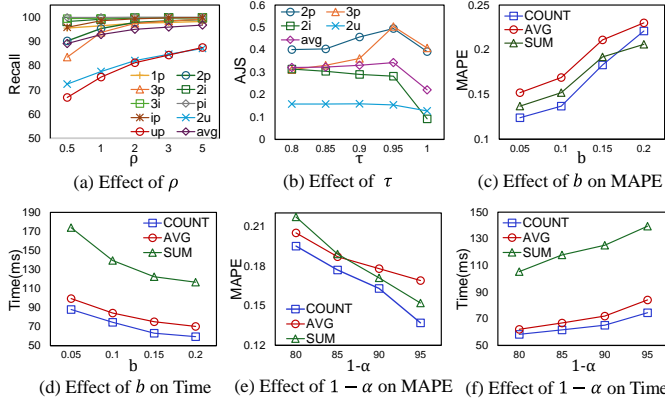 100
90
80
70
60
50
Recall
0.5 1 2 3 5
ρ
1p 2p
3p 2i
3i pi
ip 2u
up avg
(a) Effect of ρ
0.6
0.5
0.4
0.3
0.2
0.1
0
AJS
2p 3p
2i 2u
avg
0.8 0.85 0.9 0.95 1
τ
(b) Effect of τ
0.25
0.2
0.15
0.1
MAPE
COUNT
AVG
SUM
0.05 0.1 0.15 0.2
b
(c) Effect of b on MAPE
190
170
150
130
110
90
70
50
Time(ms)
COUNT
AVG
SUM
0.05 0.1 0.15 0.2
b
(d) Effect of b on Time
0.21
0.18
0.15
0.12
MAPE
COUNT
AVG
SUM
80 85 90 95
1-α
(e) Effect of 1 − α on MAPE
150
130
110
90
70
50
Time(ms)
COUNT
AVG
SUM
80 85 90 95
1-α
(f) Effect of 1 − α on Time